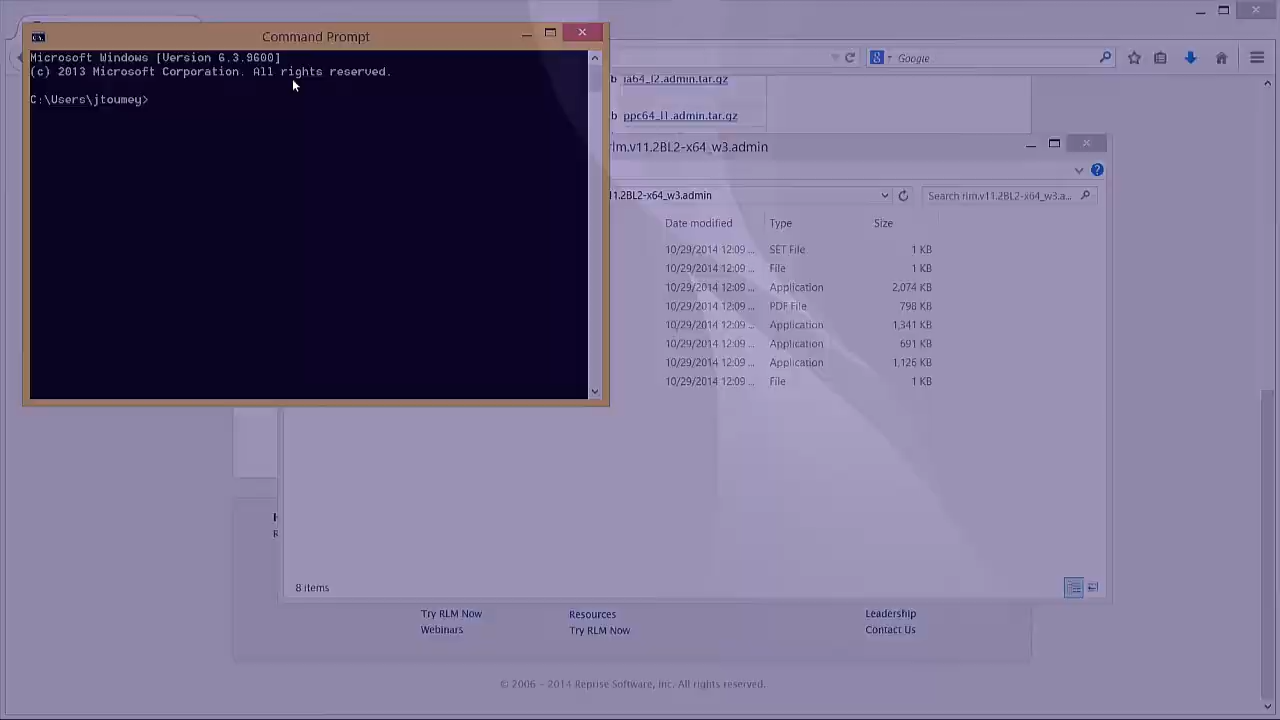 Command Prompt
Microsoft Windows [Version 6.3.9600]
(c) 2013 Microsoft Corporation. All rights reserved.
C:\Users\jtoumey>
Google
ia64_l2.admin.tar.gz
ppc64_l1.admin.tar.gz
rlm.v11.2BL2-x64_w3.admin
11.2BL2-x64_w3.admin
Search rlm.v11.2BL2-x64_w3.a...
Date modified Type Size
10/29/2014 12:09 ... SET File 1 KB
10/29/2014 12:09 ... File 1 KB
10/29/2014 12:09 ... Application 2,074 KB
10/29/2014 12:09 ... PDF File 798 KB
10/29/2014 12:09 ... Application 1,341 KB
10/29/2014 12:09 ... Application 691 KB
10/29/2014 12:09 ... Application 1,126 KB
10/29/2014 12:09 ... File 1 KB
8 items
Try RLM Now Resources Leadership
Webinars Try RLM Now Contact Us
© 2006 - 2014 Reprise Software, Inc. All rights reserved.